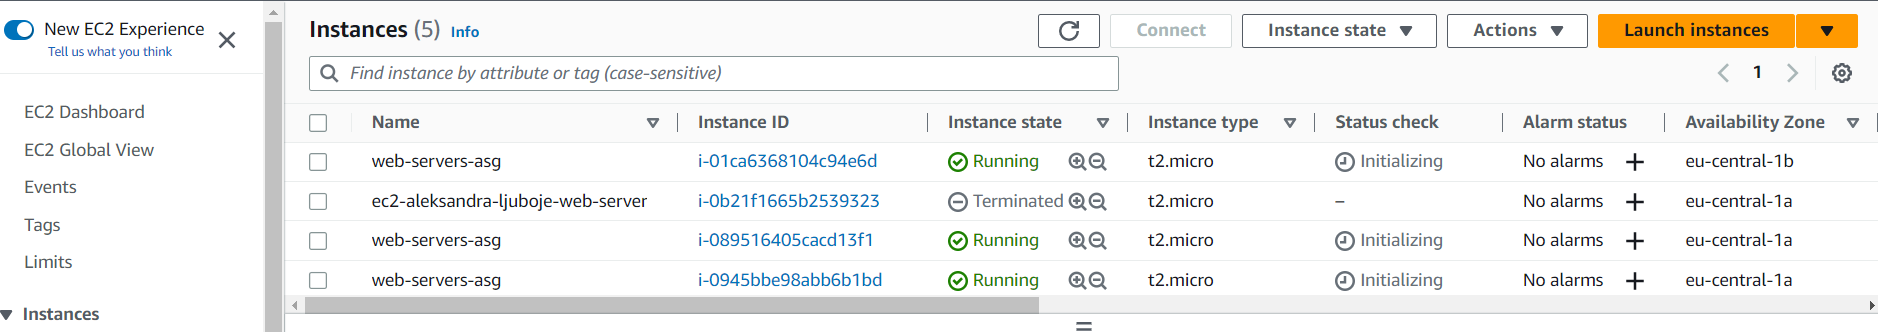 New EC2 Experience
Tell us what you think
EC2 Dashboard
EC2 Global View
Events
Tags
Limits
Instances
Instances (5) Info
Connect Instance state Actions Launch instances
Find instance by attribute or tag (case-sensitive)
1
Name Instance ID Instance state Instance type Status check Alarm status Availability Zone
web-servers-asg i-01ca6368104c94e6d Running t2.micro Initializing No alarms eu-central-1b
ec2-aleksandra-ljuboje-web-server i-0b21f1665b2539323 Terminated t2.micro – No alarms eu-central-1a
web-servers-asg i-089516405cacd13f1 Running t2.micro Initializing No alarms eu-central-1a
web-servers-asg i-0945bbe98abb6b1bd Running t2.micro Initializing No alarms eu-central-1a